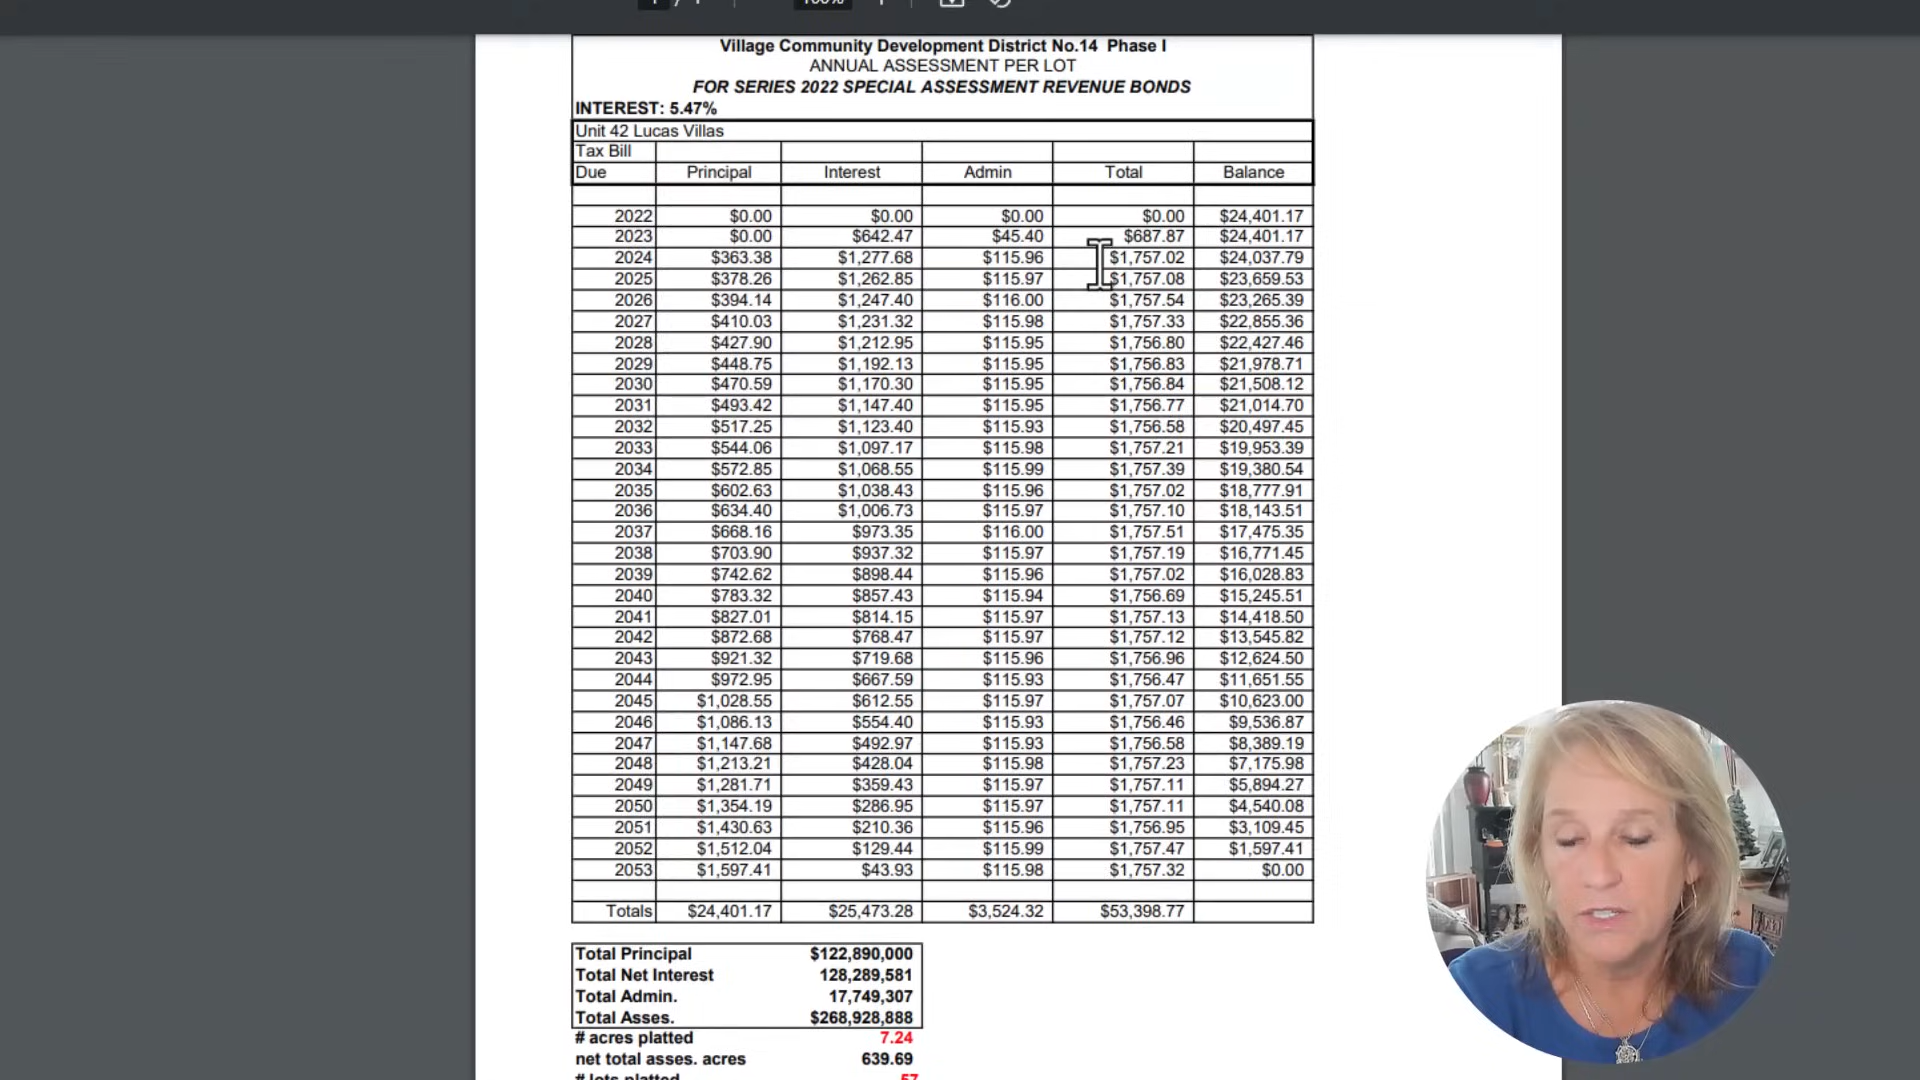 100%
Village Community Development District No.14 Phase I
ANNUAL ASSESSMENT PER LOT
FOR SERIES 2022 SPECIAL ASSESSMENT REVENUE BONDS
INTEREST: 5.47%
Unit 42 Lucas Villas
Tax Bill
Due Principal Interest Admin Total Balance
2022 $0.00 $0.00 $0.00 $0.00 $24,401.17
2023 $0.00 $642.47 $45.40 $687.87 $24,401.17
2024 $363.38 $1,277.68 $115.96 $1,757.02 $24,037.79
2025 $378.26 $1,262.85 $115.97 $1,757.08 $23,659.53
2026 $394.14 $1,247.40 $116.00 $1,757.54 $23,265.39
2027 $410.03 $1,231.32 $115.98 $1,757.33 $22,855.36
2028 $427.90 $1,212.95 $115.95 $1,756.80 $22,427.46
2029 $448.75 $1,192.13 $115.95 $1,756.83 $21,978.71
2030 $470.59 $1,170.30 $115.95 $1,756.84 $21,508.12
2031 $493.42 $1,147.40 $115.95 $1,756.77 $21,014.70
2032 $517.25 $1,123.40 $115.93 $1,756.58 $20,497.45
2033 $544.06 $1,097.17 $115.98 $1,757.21 $19,953.39
2034 $572.85 $1,068.55 $115.99 $1,757.39 $19,380.54
2035 $602.63 $1,038.43 $115.96 $1,757.02 $18,777.91
2036 $634.40 $1,006.73 $115.97 $1,757.10 $18,143.51
2037 $668.16 $973.35 $116.00 $1,757.51 $17,475.35
2038 $703.90 $937.32 $115.97 $1,757.19 $16,771.45
2039 $742.62 $898.44 $115.96 $1,757.02 $16,028.83
2040 $783.32 $857.43 $115.94 $1,756.69 $15,245.51
2041 $827.01 $814.15 $115.97 $1,757.13 $14,418.50
2042 $872.68 $768.47 $115.97 $1,757.12 $13,545.82
2043 $921.32 $719.68 $115.96 $1,756.96 $12,624.50
2044 $972.95 $667.59 $115.93 $1,756.47 $11,651.55
2045 $1,028.55 $612.55 $115.97 $1,757.07 $10,623.00
2046 $1,086.13 $554.40 $115.93 $1,756.46 $9,536.87
2047 $1,147.68 $492.97 $115.93 $1,756.58 $8,389.19
2048 $1,213.21 $428.04 $115.98 $1,757.23 $7,175.98
2049 $1,281.71 $359.43 $115.97 $1,757.11 $5,894.27
2050 $1,354.19 $286.95 $115.97 $1,757.11 $4,540.08
2051 $1,430.63 $210.36 $115.96 $1,756.95 $3,109.45
2052 $1,512.04 $129.44 $115.99 $1,757.47 $1,597.41
2053 $1,597.41 $43.93 $115.98 $1,757.32 $0.00
Totals $24,401.17 $25,473.28 $3,524.32 $53,398.77
Total Principal $122,890,000
Total Net Interest 128,289,581
Total Admin. 17,749,307
Total Asses. $268,928,888
# acres platted 7.24
net total asses. acres 639.69
# lots platted 57